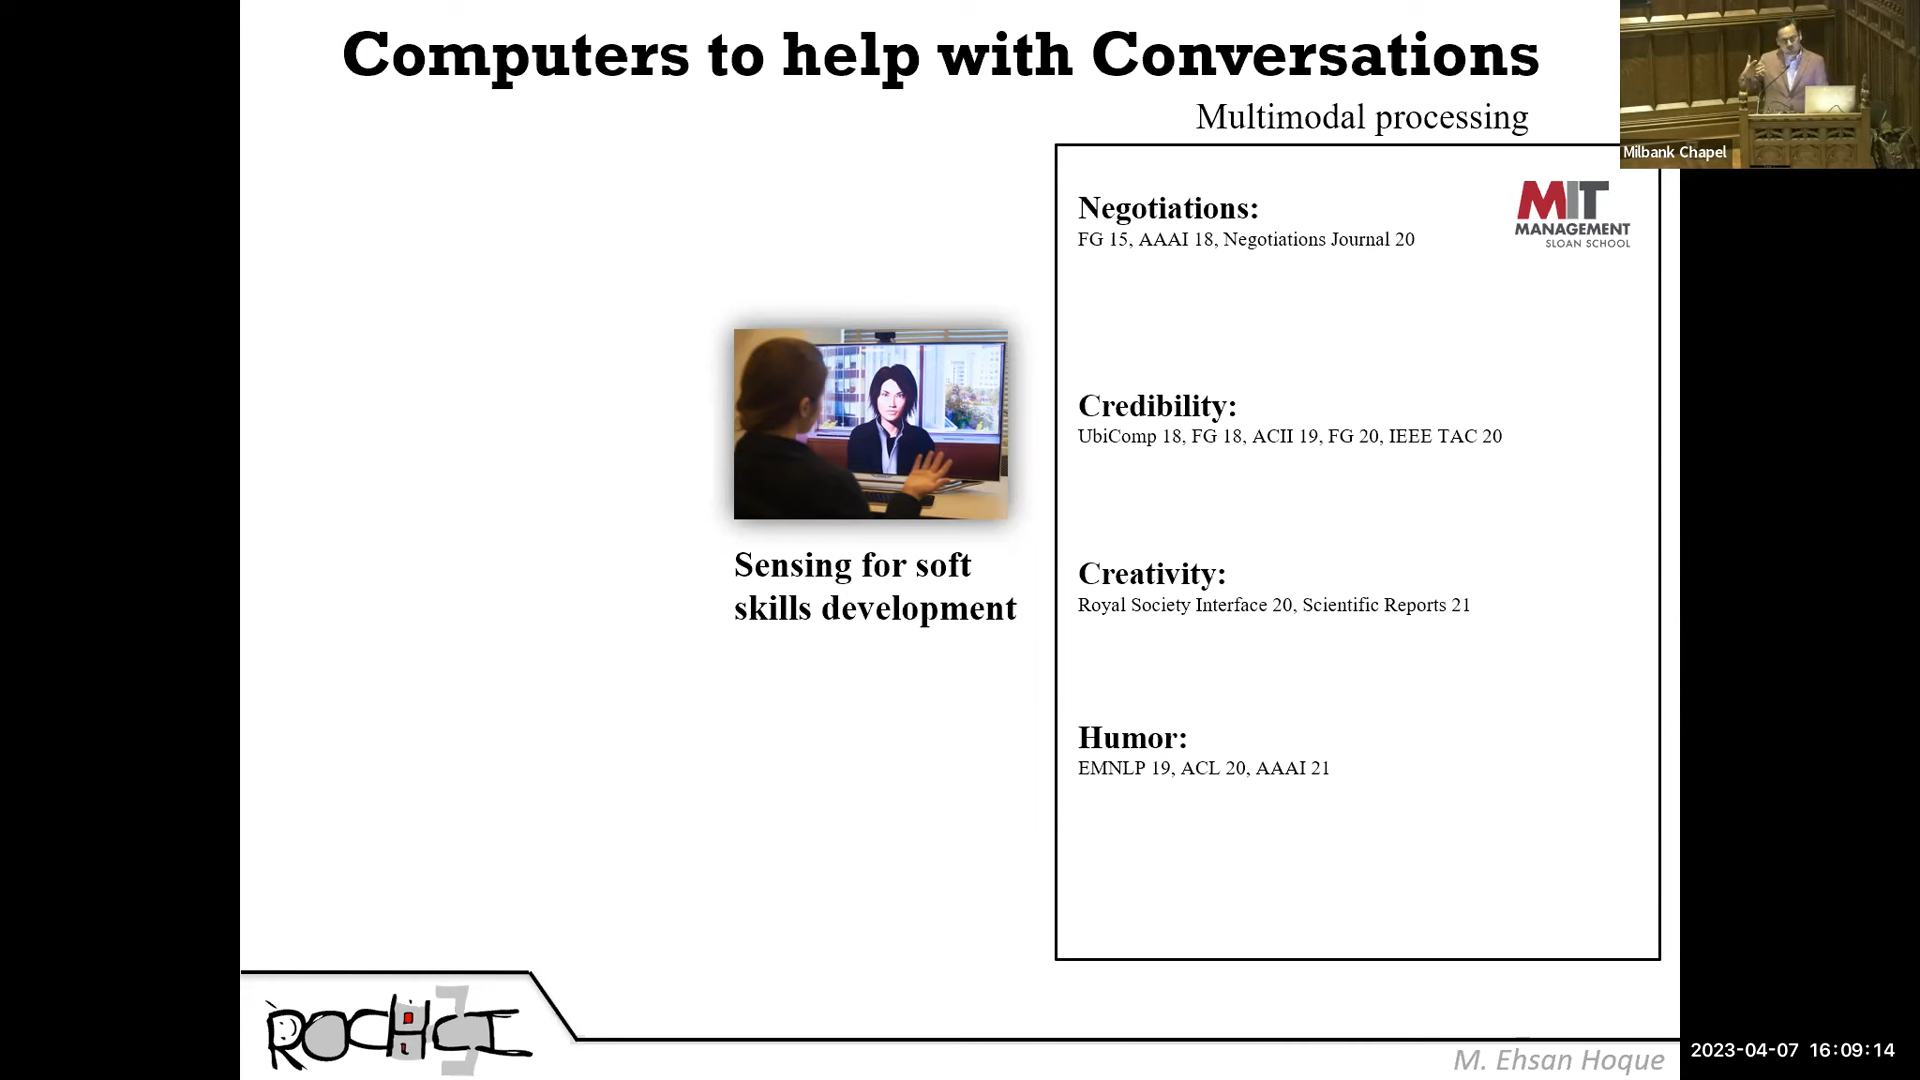 Computers to help with Conversations
Multimodal processing
Milbank Chapel
Negotiations:
FG 15, AAAI 18, Negotiations Journal 20
MIT
MANAGEMENT
SLOAN SCHOOL
Credibility:
UbiComp 18, FG 18, ACII 19, FG 20, IEEE TAC 20
Sensing for soft
skills development
Creativity:
Royal Society Interface 20, Scientific Reports 21
Humor:
EMNLP 19, ACL 20, AAAI 21
ROCHCI
M. Ehsan Hoque
2023-04-07 16:09:14